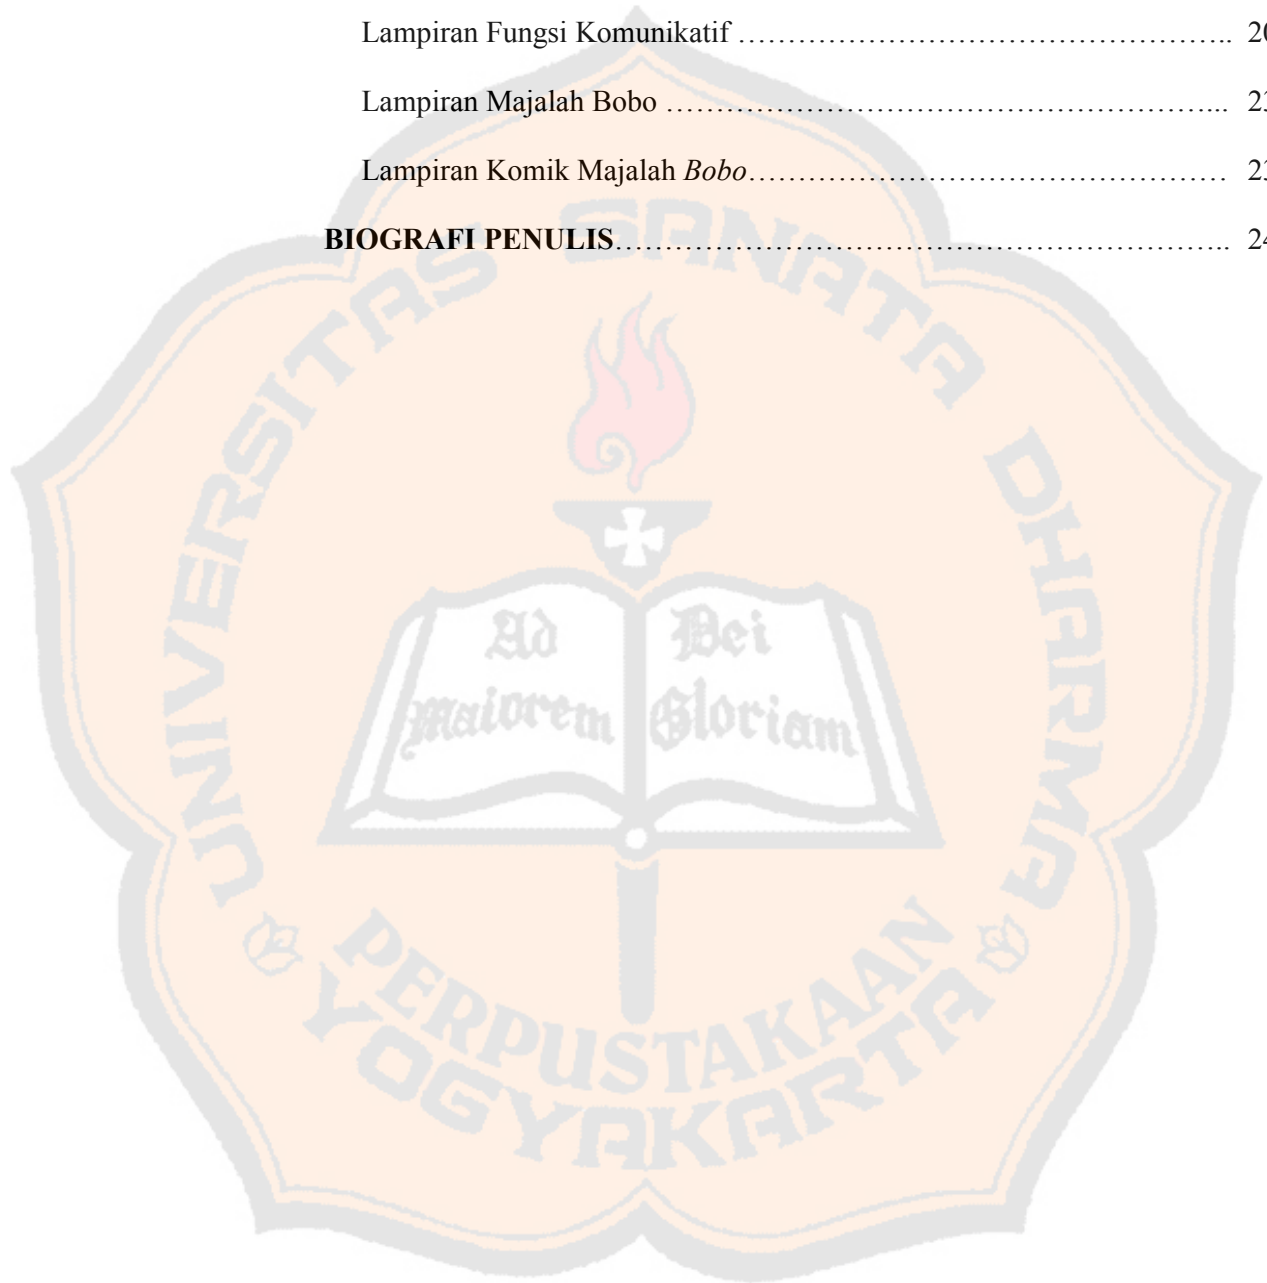 Lampiran Fungsi Komunikatif ……………………………………….. 20
Lampiran Majalah Bobo ……………………………………………... 23
Lampiran Komik Majalah Bobo………………………………………… 23
BIOGRAFI PENULIS…………………………………………………….. 24
UNIVERSITAS SANATA DHARMA
Ad Dei
Maiorem Gloriam
PERPUSTAKAAN
YOGYAKARTA